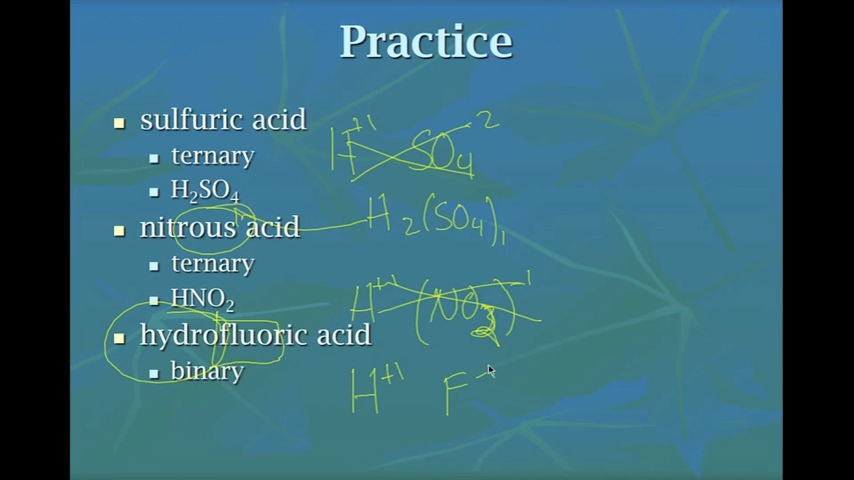 Practice
sulfuric acid
ternary
H₂SO₄
nitrous acid
ternary
HNO₂
hydrofluoric acid
binary
H⁺¹ SO₄⁻²
H₂(SO₄)₁
H⁺¹ (NO₂)⁻¹
H⁺¹ F⁻